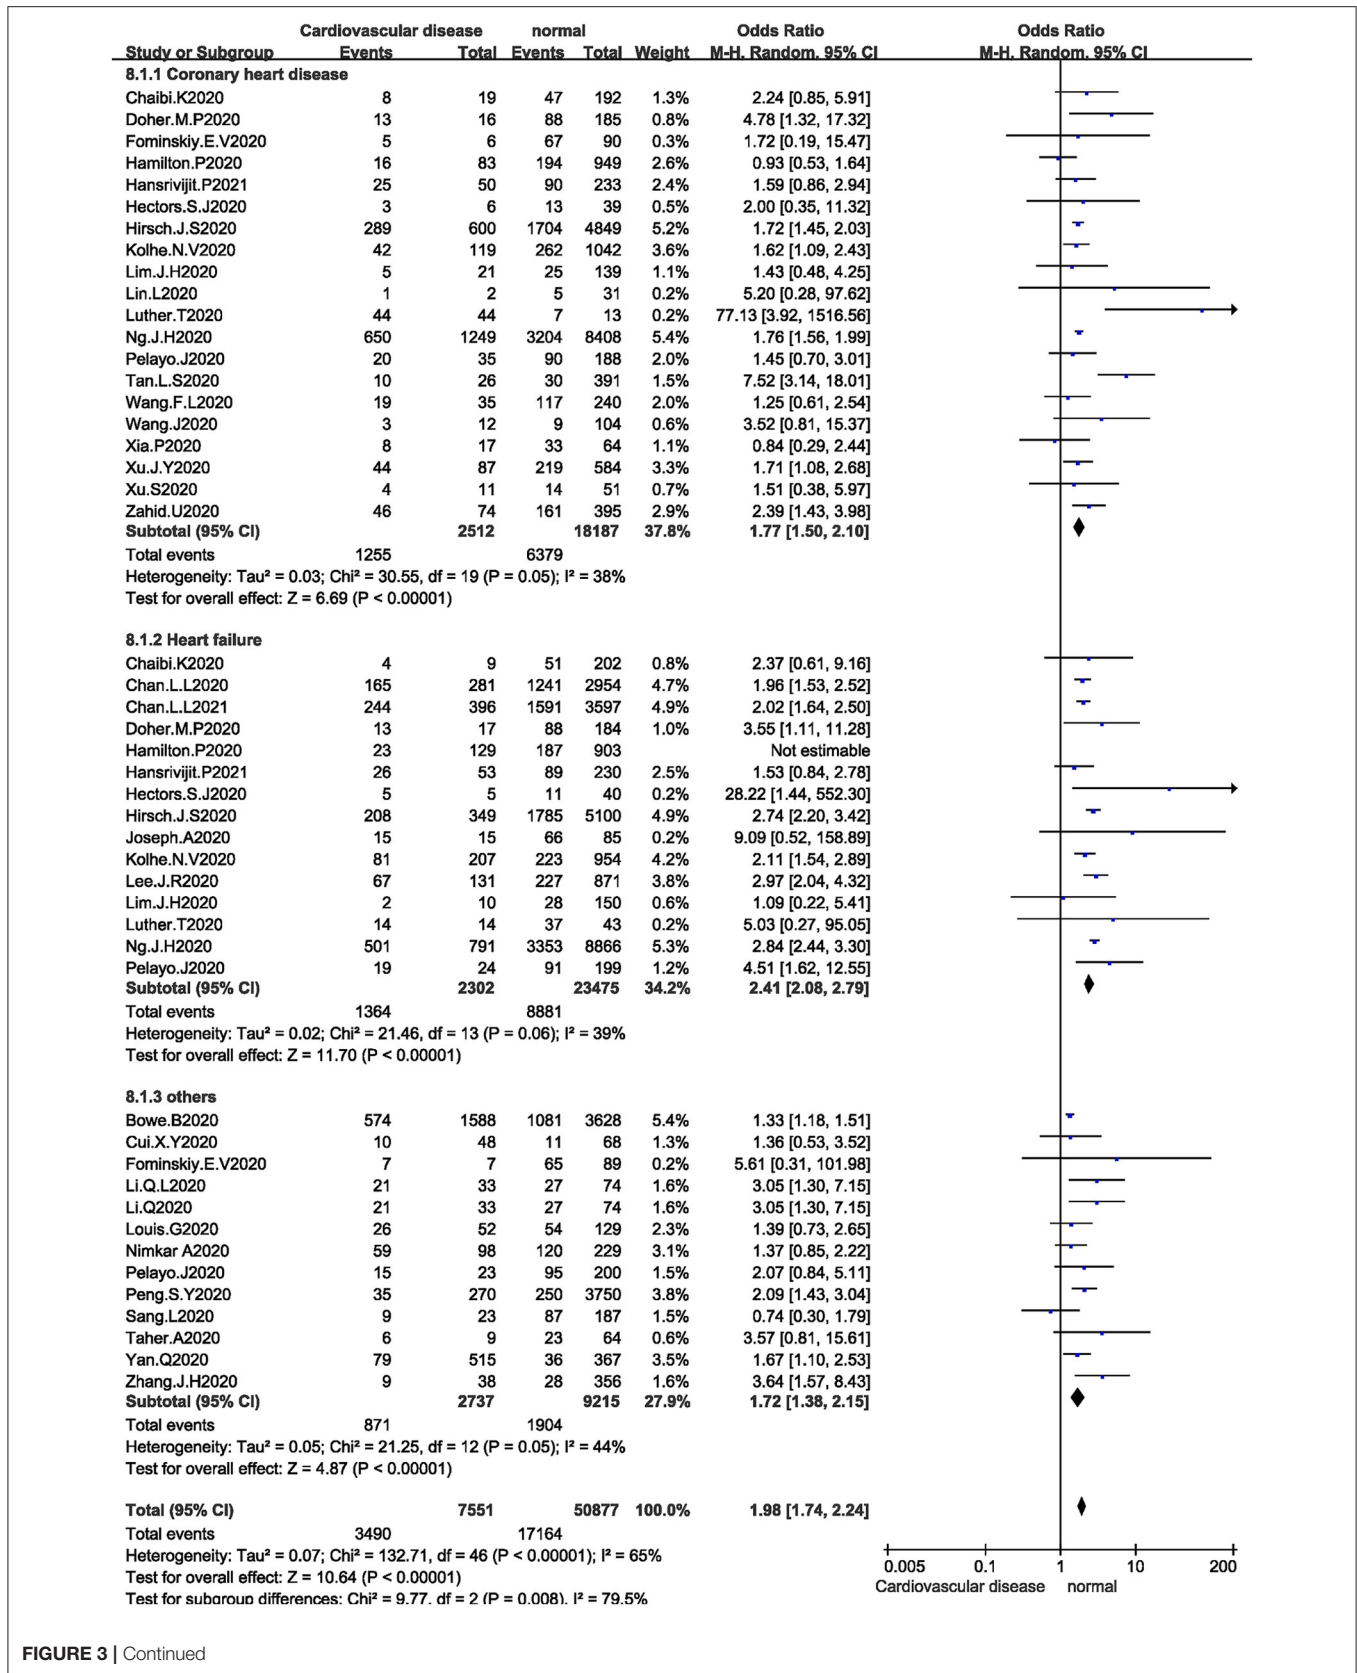 Cardiovascular disease normal Odds Ratio Odds Ratio
Study or Subgroup Events Total Events Total Weight M-H. Random. 95% CI M-H. Random. 95% CI
8.1.1 Coronary heart disease
Chaibi.K2020 8 19 47 192 1.3% 2.24 [0.85, 5.91]
Doher.M.P2020 13 16 88 185 0.8% 4.78 [1.32, 17.32]
Fominskiy.E.V2020 5 6 67 90 0.3% 1.72 [0.19, 15.47]
Hamilton.P2020 16 83 194 949 2.6% 0.93 [0.53, 1.64]
Hansrivijit.P2021 25 50 90 233 2.4% 1.59 [0.86, 2.94]
Hectors.S.J2020 3 6 13 39 0.5% 2.00 [0.35, 11.32]
Hirsch.J.S2020 289 600 1704 4849 5.2% 1.72 [1.45, 2.03]
Kolhe.N.V2020 42 119 262 1042 3.6% 1.62 [1.09, 2.43]
Lim.J.H2020 5 21 25 139 1.1% 1.43 [0.48, 4.25]
Lin.L2020 1 2 5 31 0.2% 5.20 [0.28, 97.62]
Luther.T2020 44 44 7 13 0.2% 77.13 [3.92, 1516.56]
Ng.J.H2020 650 1249 3204 8408 5.4% 1.76 [1.56, 1.99]
Pelayo.J2020 20 35 90 188 2.0% 1.45 [0.70, 3.01]
Tan.L.S2020 10 26 30 391 1.5% 7.52 [3.14, 18.01]
Wang.F.L2020 19 35 117 240 2.0% 1.25 [0.61, 2.54]
Wang.J2020 3 12 9 104 0.6% 3.52 [0.81, 15.37]
Xia.P2020 8 17 33 64 1.1% 0.84 [0.29, 2.44]
Xu.J.Y2020 44 87 219 584 3.3% 1.71 [1.08, 2.68]
Xu.S2020 4 11 14 51 0.7% 1.51 [0.38, 5.97]
Zahid.U2020 46 74 161 395 2.9% 2.39 [1.43, 3.98]
Subtotal (95% CI) 2512 18187 37.8% 1.77 [1.50, 2.10]
Total events 1255 6379
Heterogeneity: Tau² = 0.03; Chi² = 30.55, df = 19 (P = 0.05); I² = 38%
Test for overall effect: Z = 6.69 (P < 0.00001)
8.1.2 Heart failure
Chaibi.K2020 4 9 51 202 0.8% 2.37 [0.61, 9.16]
Chan.L.L2020 165 281 1241 2954 4.7% 1.96 [1.53, 2.52]
Chan.L.L2021 244 396 1591 3597 4.9% 2.02 [1.64, 2.50]
Doher.M.P2020 13 17 88 184 1.0% 3.55 [1.11, 11.28]
Hamilton.P2020 23 129 187 903 Not estimable
Hansrivijit.P2021 26 53 89 230 2.5% 1.53 [0.84, 2.78]
Hectors.S.J2020 5 5 11 40 0.2% 28.22 [1.44, 552.30]
Hirsch.J.S2020 208 349 1785 5100 4.9% 2.74 [2.20, 3.42]
Joseph.A2020 15 15 66 85 0.2% 9.09 [0.52, 158.89]
Kolhe.N.V2020 81 207 223 954 4.2% 2.11 [1.54, 2.89]
Lee.J.R2020 67 131 227 871 3.8% 2.97 [2.04, 4.32]
Lim.J.H2020 2 10 28 150 0.6% 1.09 [0.22, 5.41]
Luther.T2020 14 14 37 43 0.2% 5.03 [0.27, 95.05]
Ng.J.H2020 501 791 3353 8866 5.3% 2.84 [2.44, 3.30]
Pelayo.J2020 19 24 91 199 1.2% 4.51 [1.62, 12.55]
Subtotal (95% CI) 2302 23475 34.2% 2.41 [2.08, 2.79]
Total events 1364 8881
Heterogeneity: Tau² = 0.02; Chi² = 21.46, df = 13 (P = 0.06); I² = 39%
Test for overall effect: Z = 11.70 (P < 0.00001)
8.1.3 others
Bowe.B2020 574 1588 1081 3628 5.4% 1.33 [1.18, 1.51]
Cui.X.Y2020 10 48 11 68 1.3% 1.36 [0.53, 3.52]
Fominskiy.E.V2020 7 7 65 89 0.2% 5.61 [0.31, 101.98]
Li.Q.L2020 21 33 27 74 1.6% 3.05 [1.30, 7.15]
Li.Q2020 21 33 27 74 1.6% 3.05 [1.30, 7.15]
Louis.G2020 26 52 54 129 2.3% 1.39 [0.73, 2.65]
Nimkar A2020 59 98 120 229 3.1% 1.37 [0.85, 2.22]
Pelayo.J2020 15 23 95 200 1.5% 2.07 [0.84, 5.11]
Peng.S.Y2020 35 270 250 3750 3.8% 2.09 [1.43, 3.04]
Sang.L2020 9 23 87 187 1.5% 0.74 [0.30, 1.79]
Taher.A2020 6 9 23 64 0.6% 3.57 [0.81, 15.61]
Yan.Q2020 79 515 36 367 3.5% 1.67 [1.10, 2.53]
Zhang.J.H2020 9 38 28 356 1.6% 3.64 [1.57, 8.43]
Subtotal (95% CI) 2737 9215 27.9% 1.72 [1.38, 2.15]
Total events 871 1904
Heterogeneity: Tau² = 0.05; Chi² = 21.25, df = 12 (P = 0.05); I² = 44%
Test for overall effect: Z = 4.87 (P < 0.00001)
Total (95% CI) 7551 50877 100.0% 1.98 [1.74, 2.24]
Total events 3490 17164
Heterogeneity: Tau² = 0.07; Chi² = 132.71, df = 46 (P < 0.00001); I² = 65%
Test for overall effect: Z = 10.64 (P < 0.00001)
Test for subgroup differences: Chi² = 9.77. df = 2 (P = 0.008). I² = 79.5%
0.005 0.1 1 10 200
Cardiovascular disease normal
FIGURE 3 | Continued